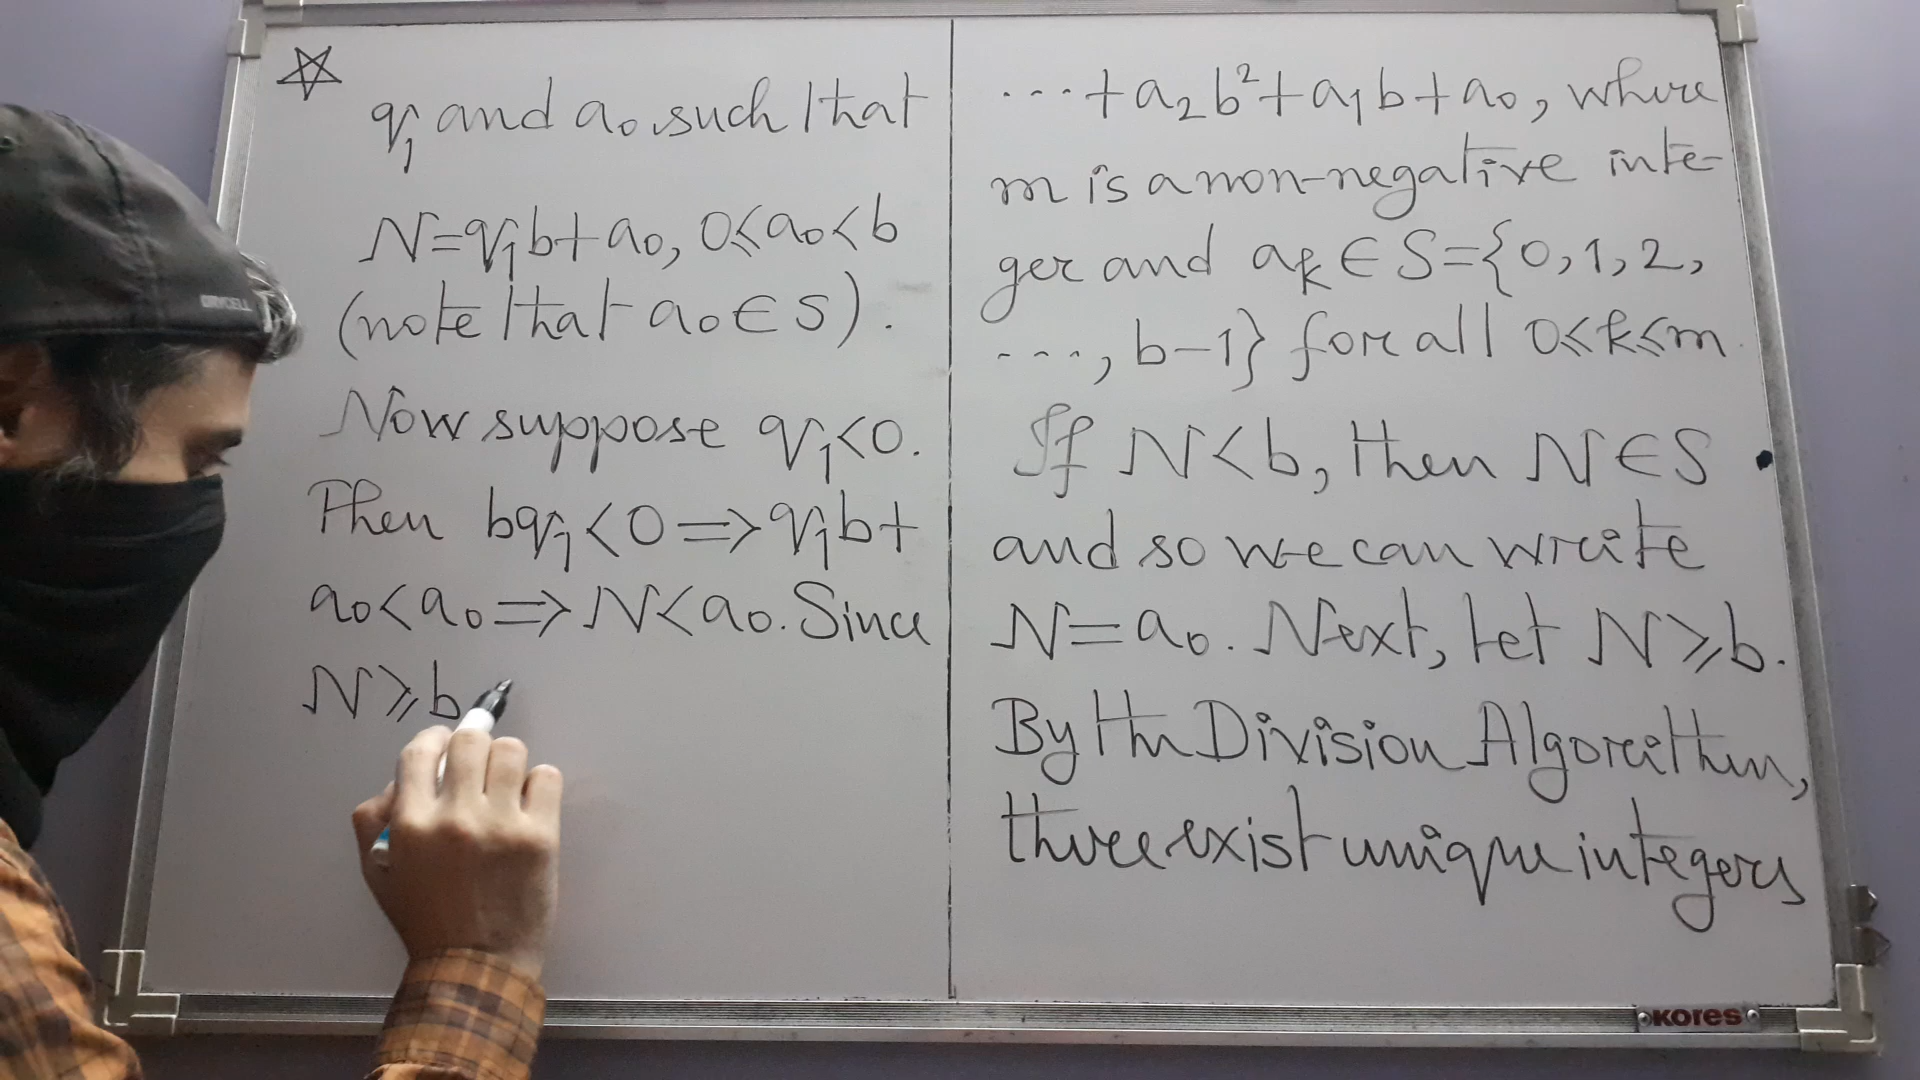 q₁ and a₀ such that
N=q₁b+a₀, 0≤a₀<b
(note that a₀∈S).
Now suppose q₁<0.
Then bq₁<0⇒q₁b+
a₀<a₀⇒N<a₀. Since
N≥b
...+a₂b²+a₁b+a₀, where
m is a non-negative inte-
ger and aₖ∈S={0,1,2,
...,b-1} for all 0≤k≤m
If N<b, then N∈S
and so we can write
N=a₀. Next, let N≥b.
By the Division Algorithm,
there exist unique integers
KORES